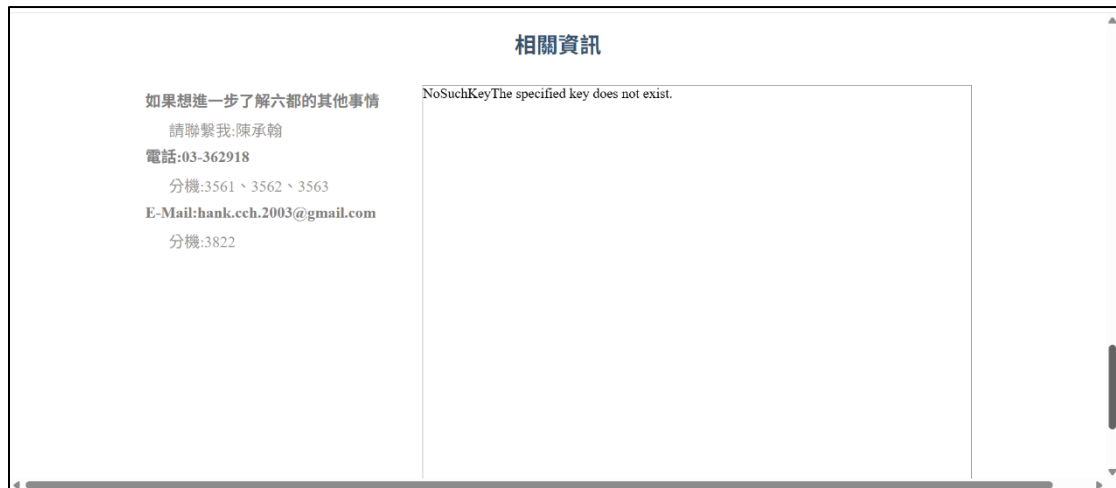 相關資訊
如果想進一步了解六都的其他事情
請聯繫我:陳承翰
電話:03-362918
分機:3561、3562、3563
E-Mail:hank.cch.2003@gmail.com
分機:3822
NoSuchKeyThe specified key does not exist.